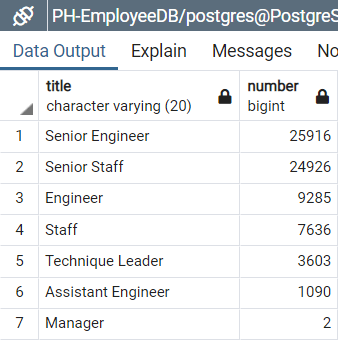 PH-EmployeeDB/postgres@PostgreS
Data Output Explain Messages No
title number
character varying (20) bigint
1 Senior Engineer 25916
2 Senior Staff 24926
3 Engineer 9285
4 Staff 7636
5 Technique Leader 3603
6 Assistant Engineer 1090
7 Manager 2